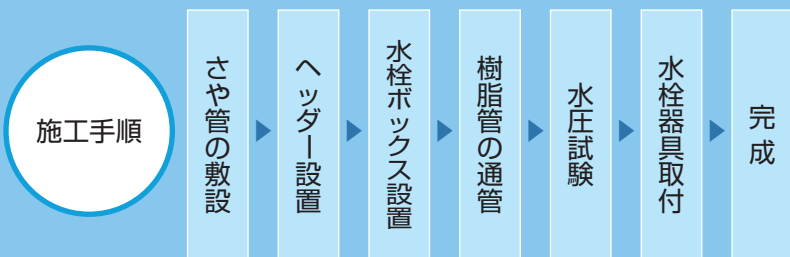 施工手順
さや管の敷設
ヘッダー設置
水栓ボックス設置
樹脂管の通管
水圧試験
水栓器具取付
完成